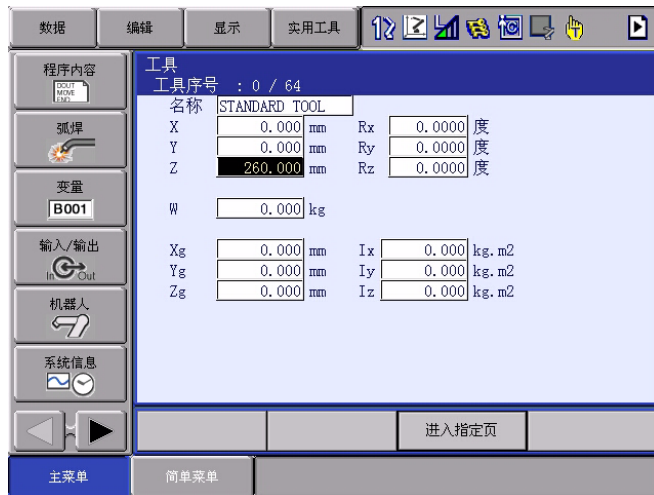 数据 编辑 显示 实用工具
程序内容
DOUT
MOVE
END
弧焊
变量
B001
输入/输出
In Out
机器人
系统信息
工具
工具序号 : 0 / 64
名称 STANDARD TOOL
X 0.000 mm Rx 0.0000 度
Y 0.000 mm Ry 0.0000 度
Z 260.000 mm Rz 0.0000 度
W 0.000 kg
Xg 0.000 mm Ix 0.000 kg.m2
Yg 0.000 mm Iy 0.000 kg.m2
Zg 0.000 mm Iz 0.000 kg.m2
进入指定页
主菜单 简单菜单